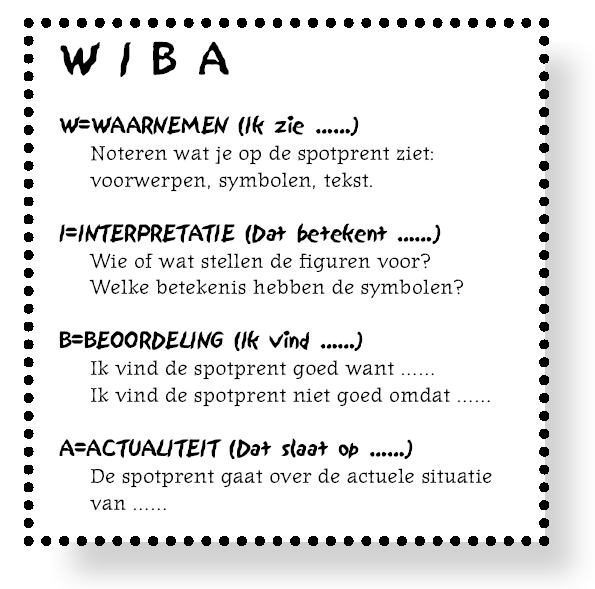 W I B A
W=WAARNEMEN (Ik zie ......)
Noteren wat je op de spotprent ziet:
voorwerpen, symbolen, tekst.
I=INTERPRETATIE (Dat betekent ......)
Wie of wat stellen de figuren voor?
Welke betekenis hebben de symbolen?
B=BEOORDELING (Ik vind ......)
Ik vind de spotprent goed want ......
Ik vind de spotprent niet goed omdat ......
A=ACTUALITEIT (Dat slaat op ......)
De spotprent gaat over de actuele situatie
van ......